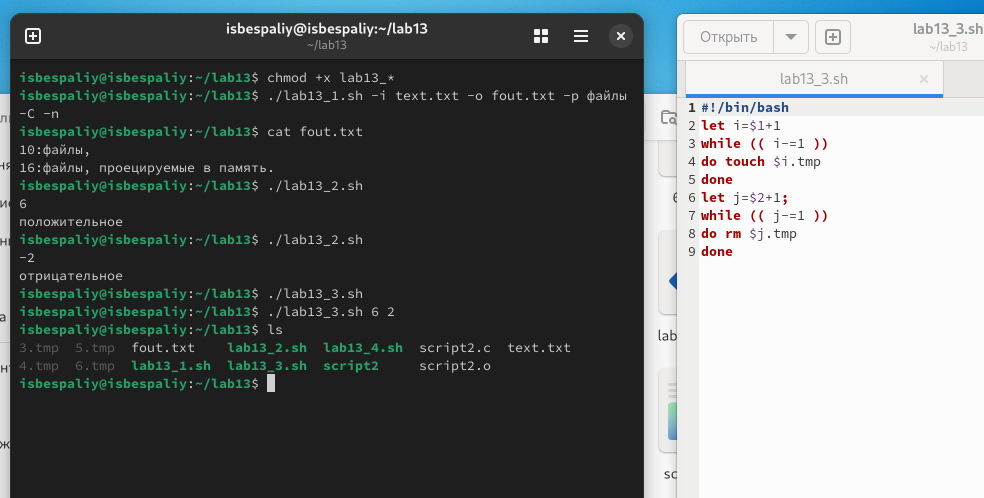 isbespaliy@isbespaliy:~/lab13
~/lab13
isbespaliy@isbespaliy:~/lab13$ chmod +x lab13_*
isbespaliy@isbespaliy:~/lab13$ ./lab13_1.sh -i text.txt -o fout.txt -p файлы
-C -n
isbespaliy@isbespaliy:~/lab13$ cat fout.txt
10:файлы,
16:файлы, проецируемые в память.
isbespaliy@isbespaliy:~/lab13$ ./lab13_2.sh
6
положительное
isbespaliy@isbespaliy:~/lab13$ ./lab13_2.sh
-2
отрицательное
isbespaliy@isbespaliy:~/lab13$ ./lab13_3.sh
isbespaliy@isbespaliy:~/lab13$ ./lab13_3.sh 6 2
isbespaliy@isbespaliy:~/lab13$ ls
3.tmp 5.tmp fout.txt lab13_2.sh lab13_4.sh script2.c text.txt
4.tmp 6.tmp lab13_1.sh lab13_3.sh script2 script2.o
isbespaliy@isbespaliy:~/lab13$
lab
sc
Открыть
lab13_3.sh
~/lab13
lab13_3.sh
1 #!/bin/bash
2 let i=$1+1
3 while (( i-=1 ))
4 do touch $i.tmp
5 done
6 let j=$2+1;
7 while (( j-=1 ))
8 do rm $j.tmp
9 done